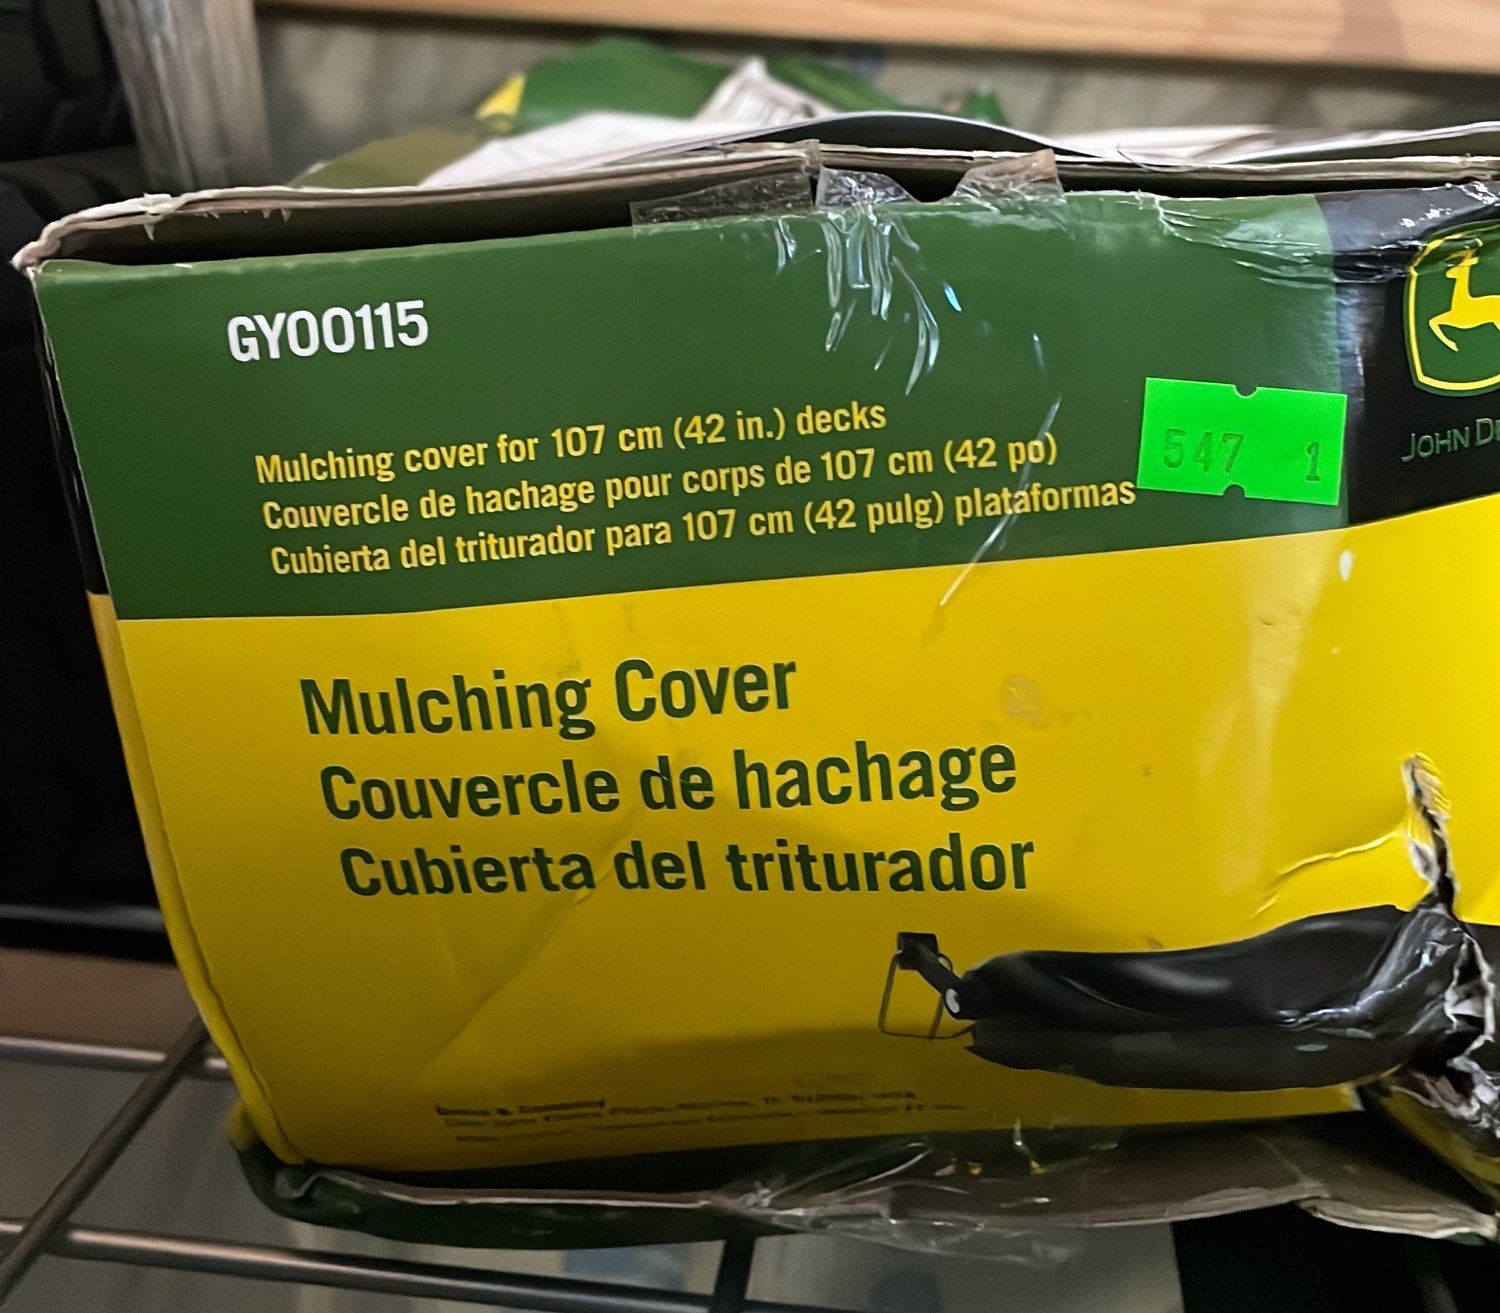 GY00115
Mulching cover for 107 cm (42 in.) decks
Couvercle de hachage pour corps de 107 cm (42 po)
Cubierta del triturador para 107 cm (42 pulg) plataformas
547 1
JOHN
Mulching Cover
Couvercle de hachage
Cubierta del triturador
Deere & Company